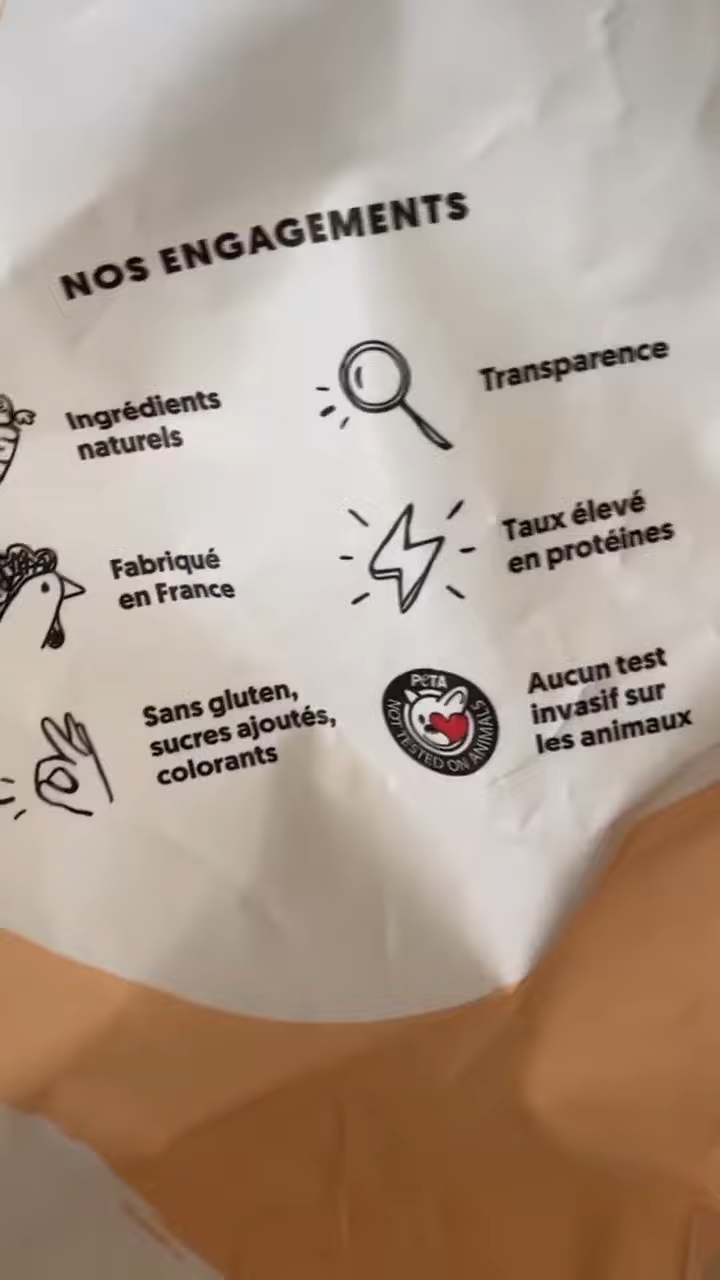 NOS ENGAGEMENTS
Ingrédients
naturels
Transparence
Fabriqué
en France
Taux élevé
en protéines
Sans gluten,
sucres ajoutés,
colorants
PETA
NOT TESTED ON ANIMALS
Aucun test
invasif sur
les animaux